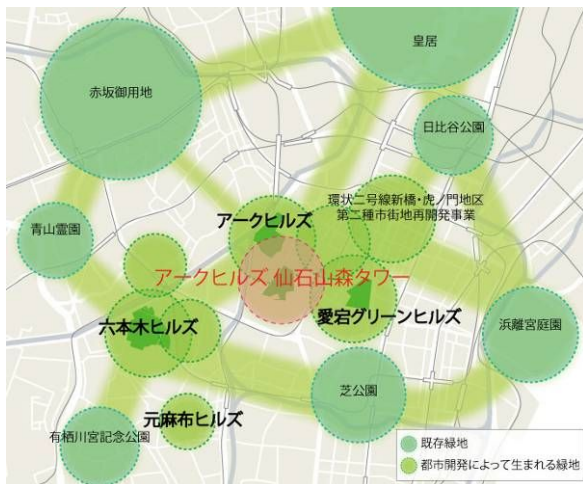 皇居
赤坂御用地
日比谷公園
環状二号線新橋・虎ノ門地区
第二種市街地再開発事業
アークヒルズ
青山霊園
アークヒルズ 仙石山森タワー
愛宕グリーンヒルズ
六本木ヒルズ
浜離宮庭園
芝公園
元麻布ヒルズ
有栖川宮記念公園
既存緑地
都市開発によって生まれる緑地